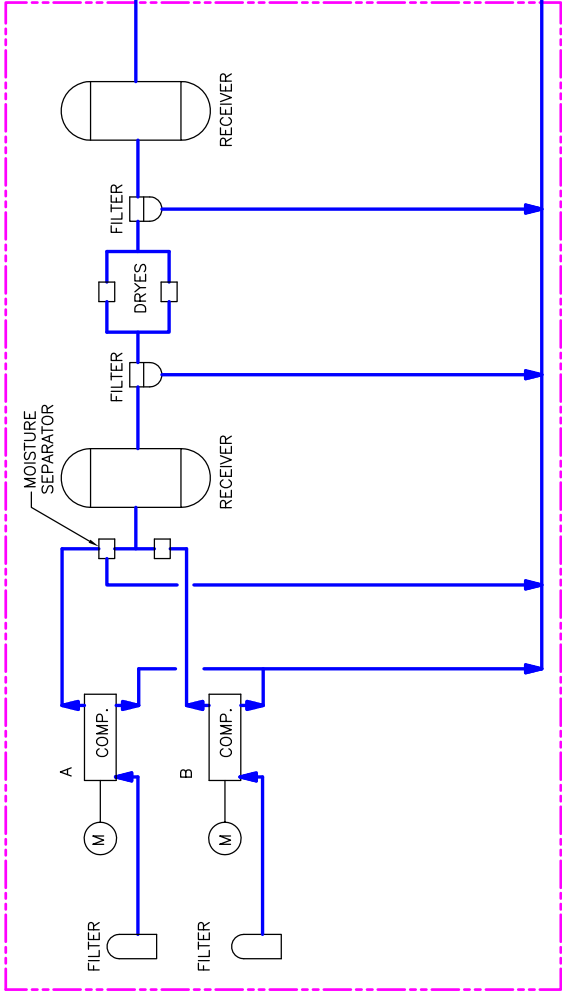 FILTER
FILTER
M
M
A
B
COMP.
COMP.
MOISTURE
SEPARATOR
RECEIVER
FILTER
DRYES
FILTER
RECEIVER